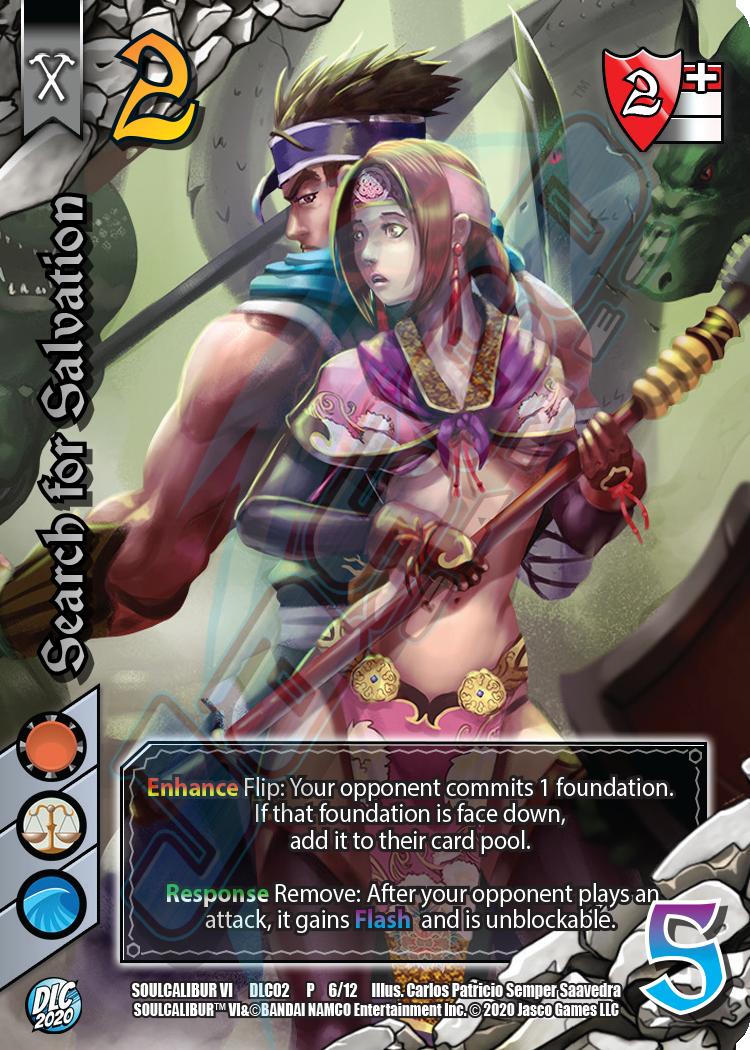 2
2
Search for Salvation
Enhance Flip: Your opponent commits 1 foundation.
If that foundation is face down,
add it to their card pool.
Response Remove: After your opponent plays an
attack, it gains Flash and is unblockable.
5
DLC
2020
SOULCALIBUR VI DLC02 P 6/12 Illus. Carlos Patricio Semper Saavedra
SOULCALIBUR™ VI&©BANDAI NAMCO Entertainment Inc. © 2020 Jasco Games LLC